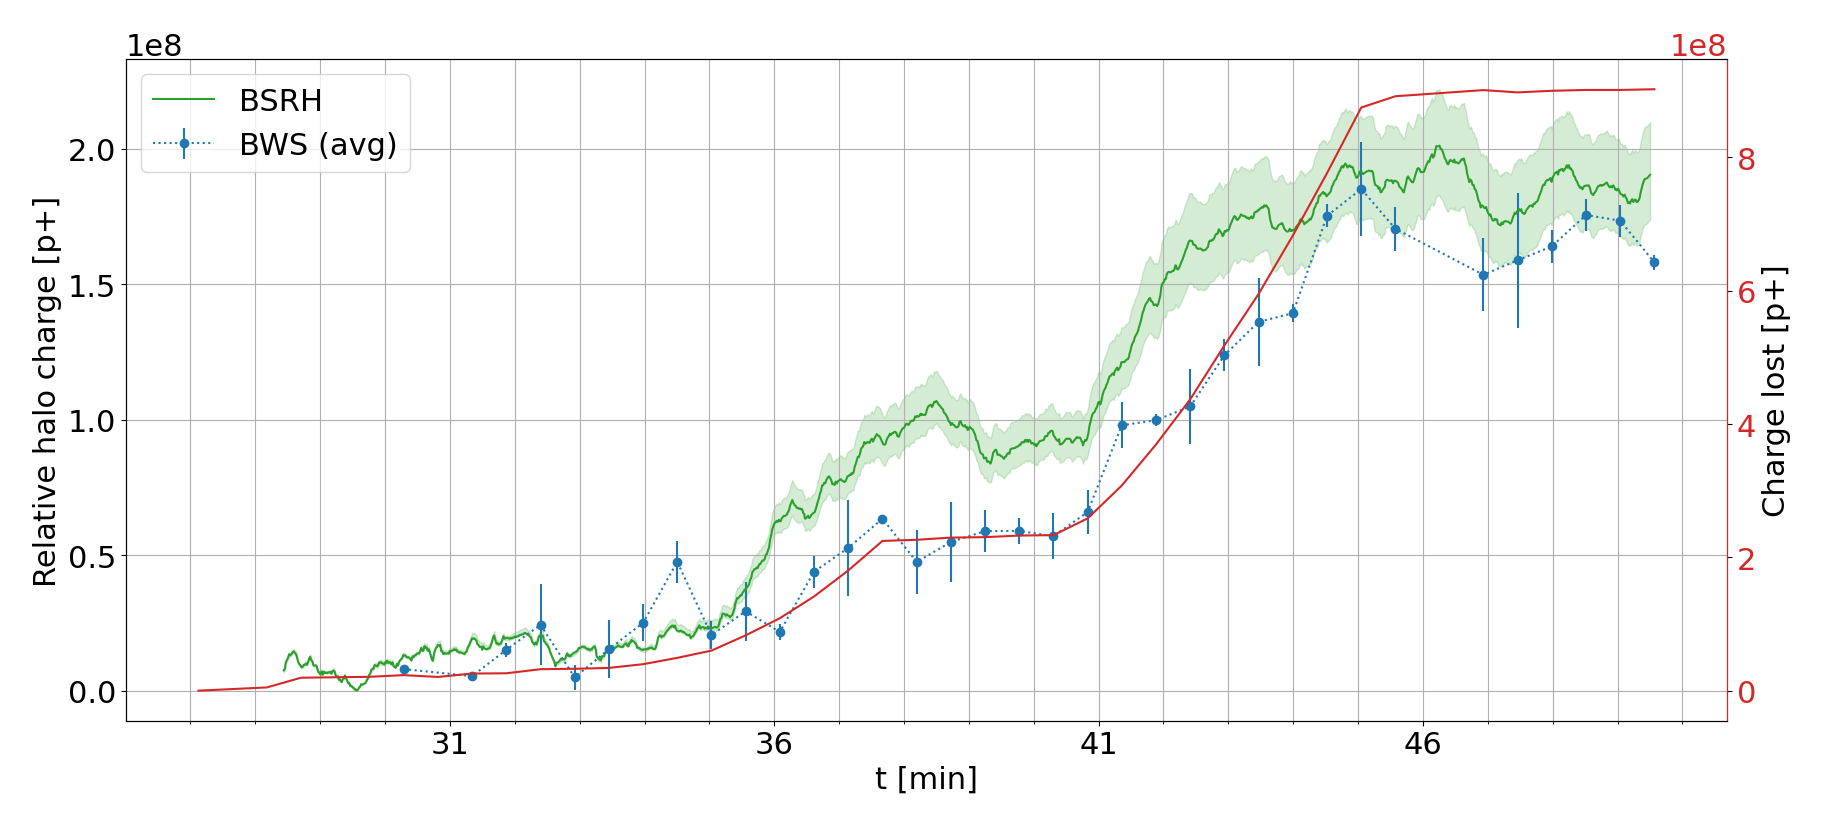 1e8
1e8
BSRH
BWS (avg)
2.0
1.5
1.0
0.5
0.0
Relative halo charge [p+]
8
6
4
2
0
Charge lost [p+]
31
36
41
46
t [min]